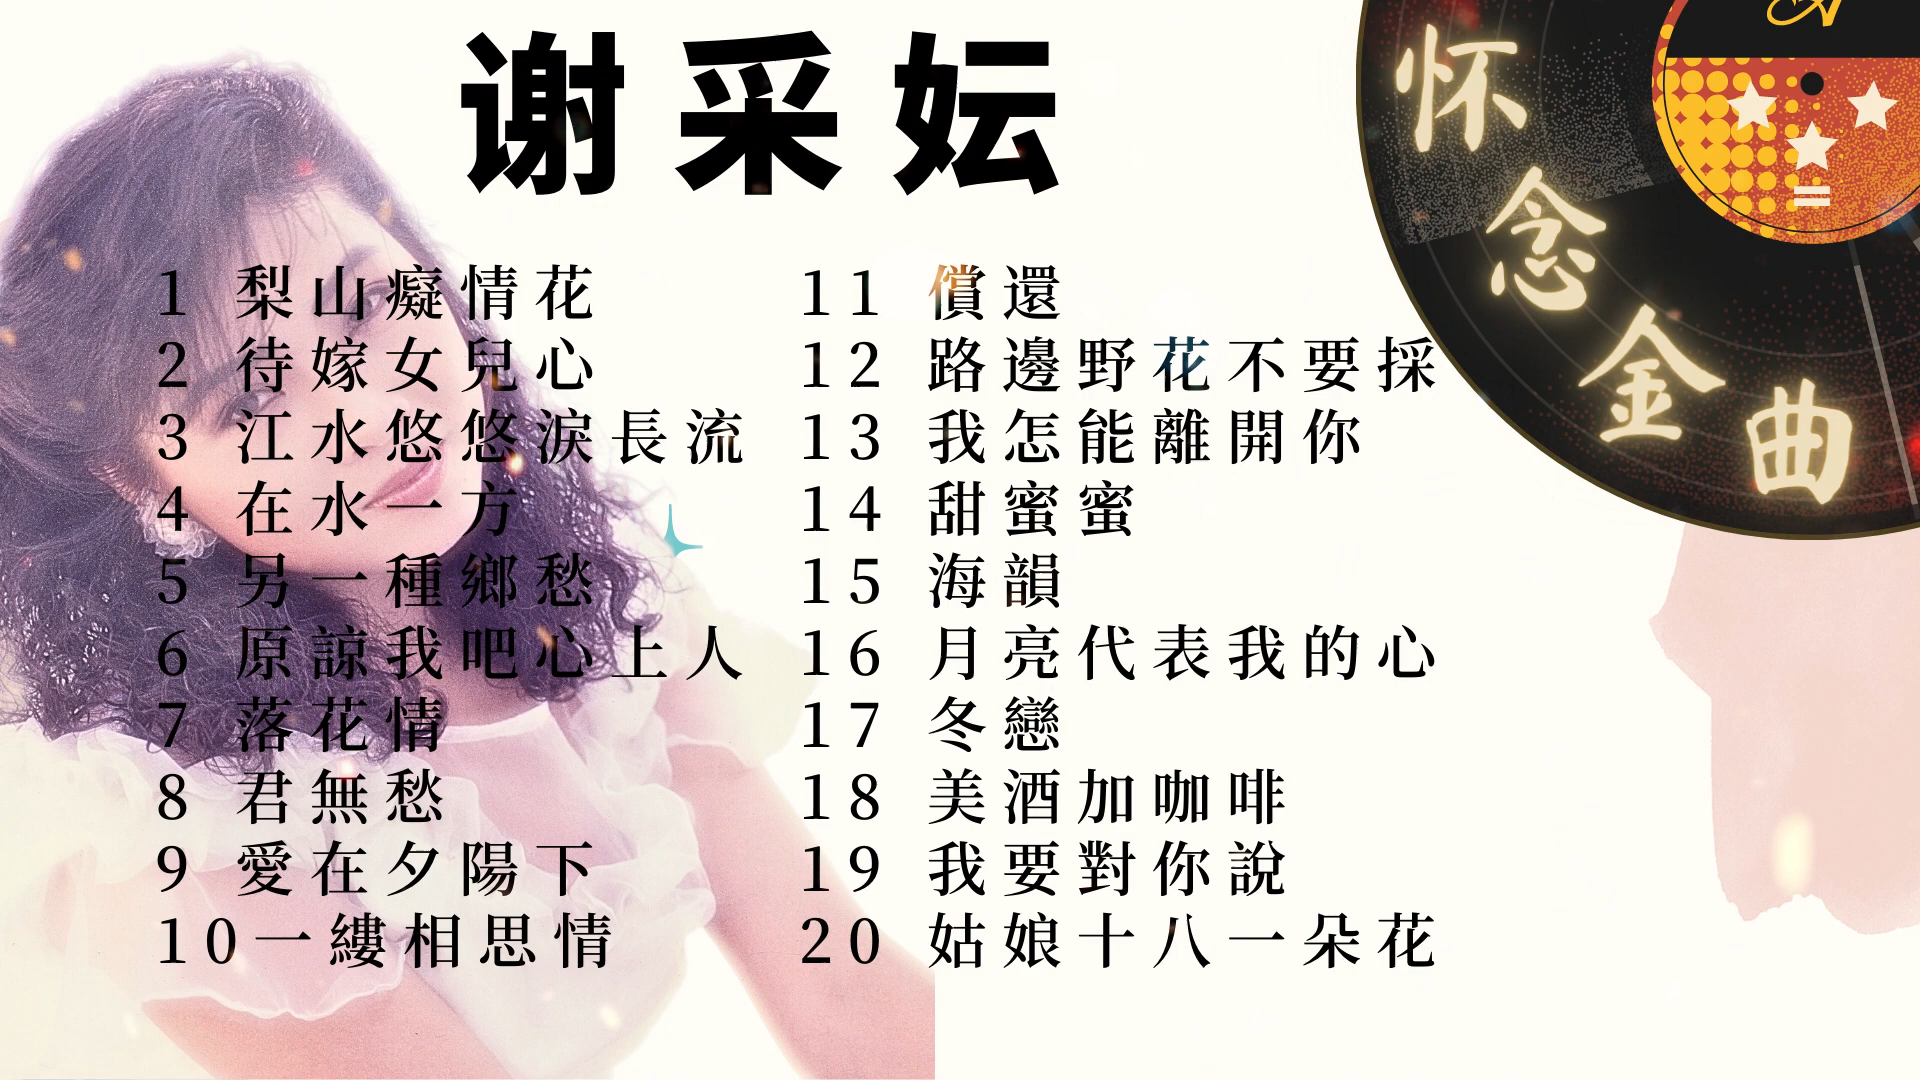 谢采妘
怀念金曲
1 梨山癡情花
2 待嫁女兒心
3 江水悠悠淚長流
4 在水一方
5 另一種鄉愁
6 原諒我吧心上人
7 落花情
8 君無愁
9 愛在夕陽下
10一縷相思情
11 償還
12 路邊野花不要採
13 我怎能離開你
14 甜蜜蜜
15 海韻
16 月亮代表我的心
17 冬戀
18 美酒加咖啡
19 我要對你說
20 姑娘十八一朵花